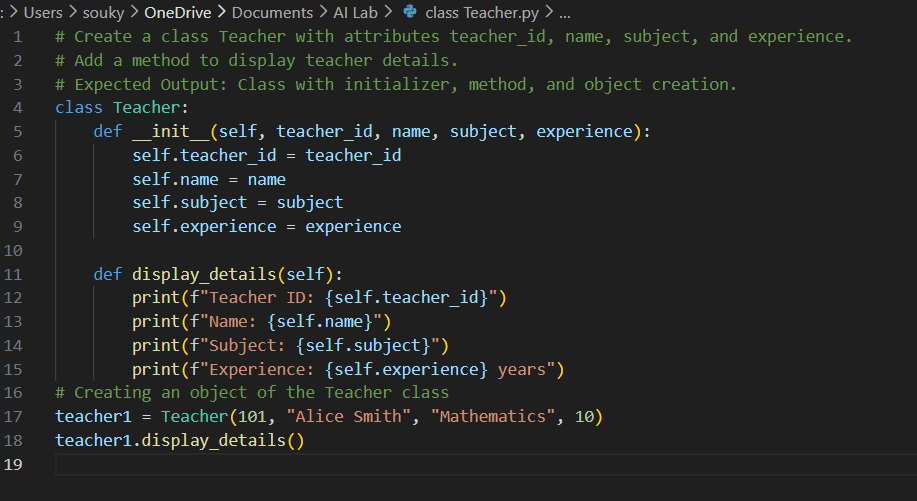 : > Users > souky > OneDrive > Documents > AI Lab > class Teacher.py > ...
1 # Create a class Teacher with attributes teacher_id, name, subject, and experience.
2 # Add a method to display teacher details.
3 # Expected Output: Class with initializer, method, and object creation.
4 class Teacher:
5     def __init__(self, teacher_id, name, subject, experience):
6         self.teacher_id = teacher_id
7         self.name = name
8         self.subject = subject
9         self.experience = experience
10
11     def display_details(self):
12         print(f"Teacher ID: {self.teacher_id}")
13         print(f"Name: {self.name}")
14         print(f"Subject: {self.subject}")
15         print(f"Experience: {self.experience} years")
16 # Creating an object of the Teacher class
17 teacher1 = Teacher(101, "Alice Smith", "Mathematics", 10)
18 teacher1.display_details()
19